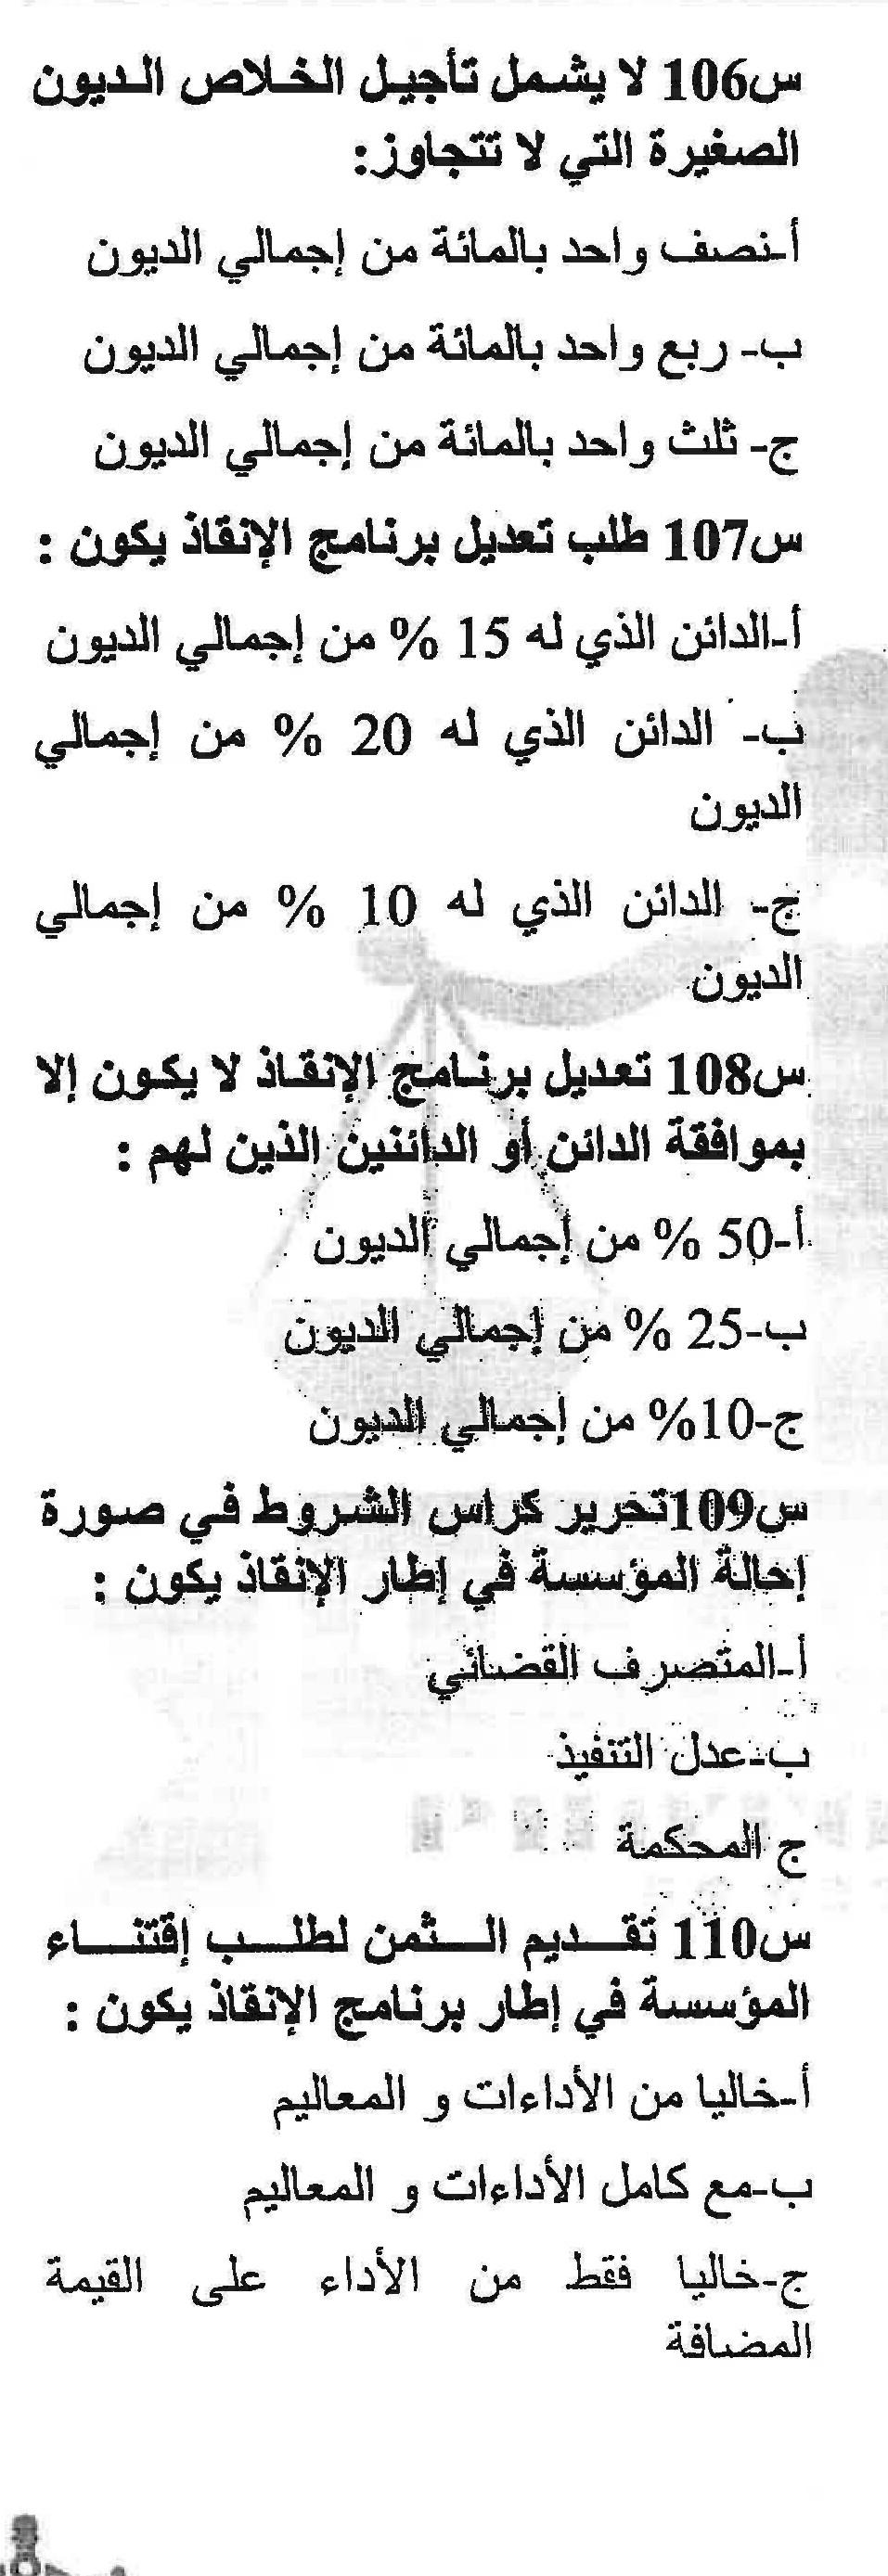 س106 لا يشمل تأجيل الخلاص الديون
الصغيرة التي لا تتجاوز:
أ-نصف واحد بالمائة من إجمالي الديون
ب- ربع واحد بالمائة من إجمالي الديون
ج- ثلث واحد بالمائة من إجمالي الديون
س107 طلب تعديل برنامج الإنقاذ يكون :
أ-الدائن الذي له 15 % من إجمالي الديون
ب- الدائن الذي له 20 % من إجمالي
الديون
ج- الدائن الذي له 10 % من إجمالي
الديون
س108 تعديل برنامج الإنقاذ لا يكون إلا
بموافقة الدائن أو الدائنين الذين لهم :
أ-50 % من إجمالي الديون
ب-25 % من إجمالي الديون
ج-10% من إجمالي الديون
س109تحرير كراس الشروط في صورة
إحالة المؤسسة في إطار الإنقاذ يكون :
أ-المتصرف القضائي
ب-عدل التنفيذ
ج المحكمة
س110 تقديم الثمن لطلب إقتناء
المؤسسة في إطار برنامج الإنقاذ يكون :
أ-خاليا من الأداءات و المعاليم
ب-مع كامل الأداءات و المعاليم
ج-خاليا فقط من الأداء على القيمة
المضافة